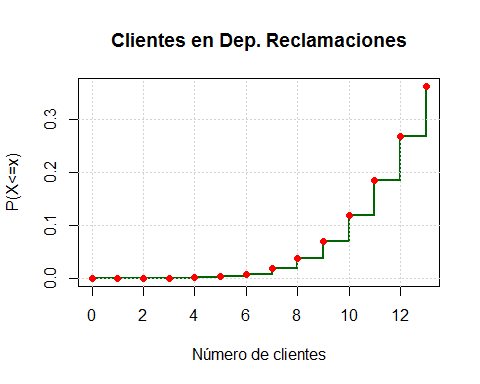 Clientes en Dep. Reclamaciones
P(X<=x)
0.3
0.2
0.1
0.0
0 2 4 6 8 10 12
Número de clientes